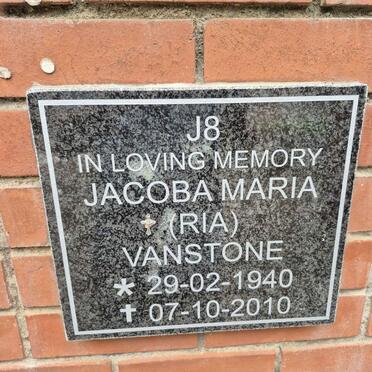 J8
IN LOVING MEMORY
JACOBA MARIA
(RIA)
VANSTONE
* 29-02-1940
✝ 07-10-2010